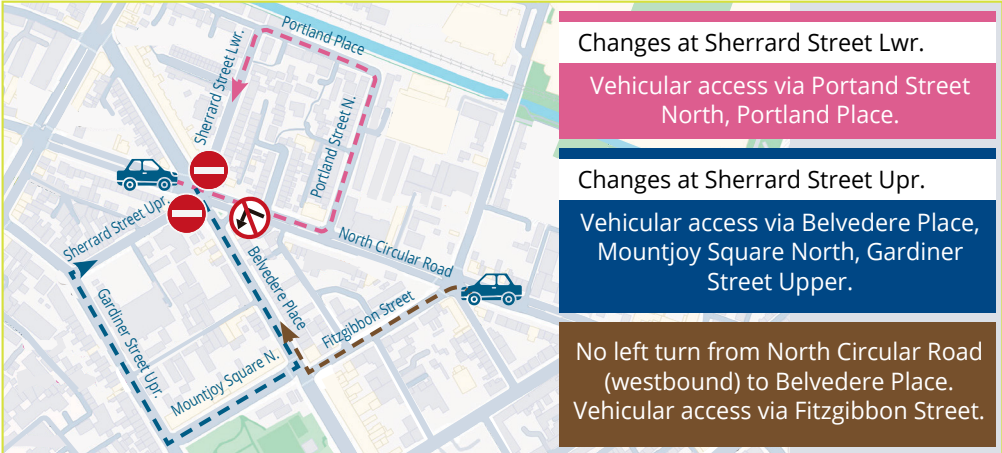 Portland Place
Sherrard Street Lwr.
Portland Street N.
Sherrard Street Upr.
North Circular Road
Belvedere Place
Fitzgibbon Street
Gardiner Street Upr.
Mountjoy Square N.
Changes at Sherrard Street Lwr.
Vehicular access via Portand Street
North, Portland Place.
Changes at Sherrard Street Upr.
Vehicular access via Belvedere Place,
Mountjoy Square North, Gardiner
Street Upper.
No left turn from North Circular Road
(westbound) to Belvedere Place.
Vehicular access via Fitzgibbon Street.